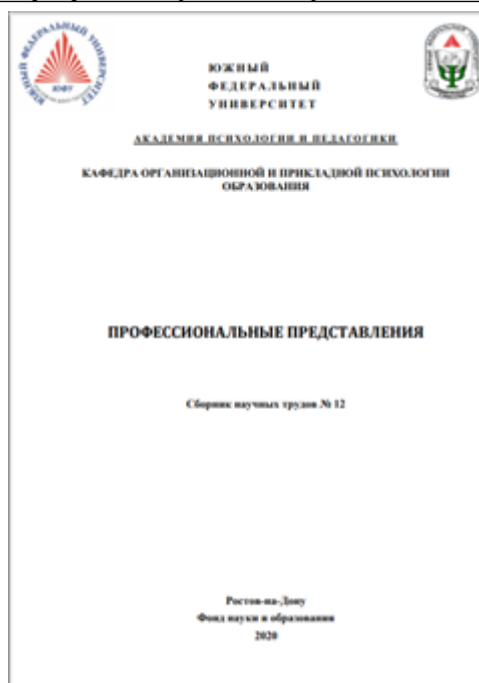 ЮЖНЫЙ
ФЕДЕРАЛЬНЫЙ
УНИВЕРСИТЕТ
АКАДЕМИЯ ПСИХОЛОГИИ И ПЕДАГОГИКИ
КАФЕДРА ОРГАНИЗАЦИОННОЙ И ПРИКЛАДНОЙ ПСИХОЛОГИИ
ОБРАЗОВАНИЯ
ПРОФЕССИОНАЛЬНЫЕ ПРЕДСТАВЛЕНИЯ
Сборник научных трудов № 12
Ростов-на-Дону
Фонд науки и образования
2020